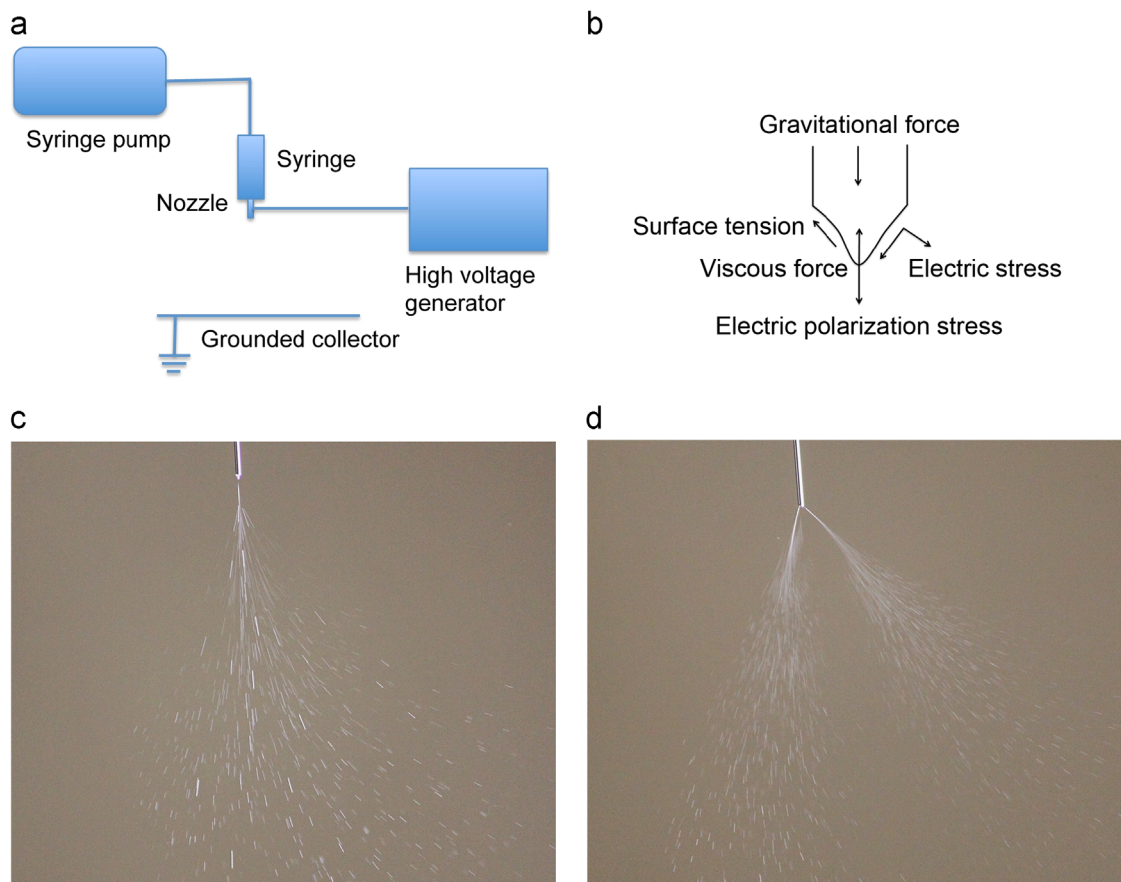 a
Syringe pump
Syringe
Nozzle
High voltage
generator
Grounded collector
b
Gravitational force
Surface tension
Viscous force
Electric stress
Electric polarization stress
c
d